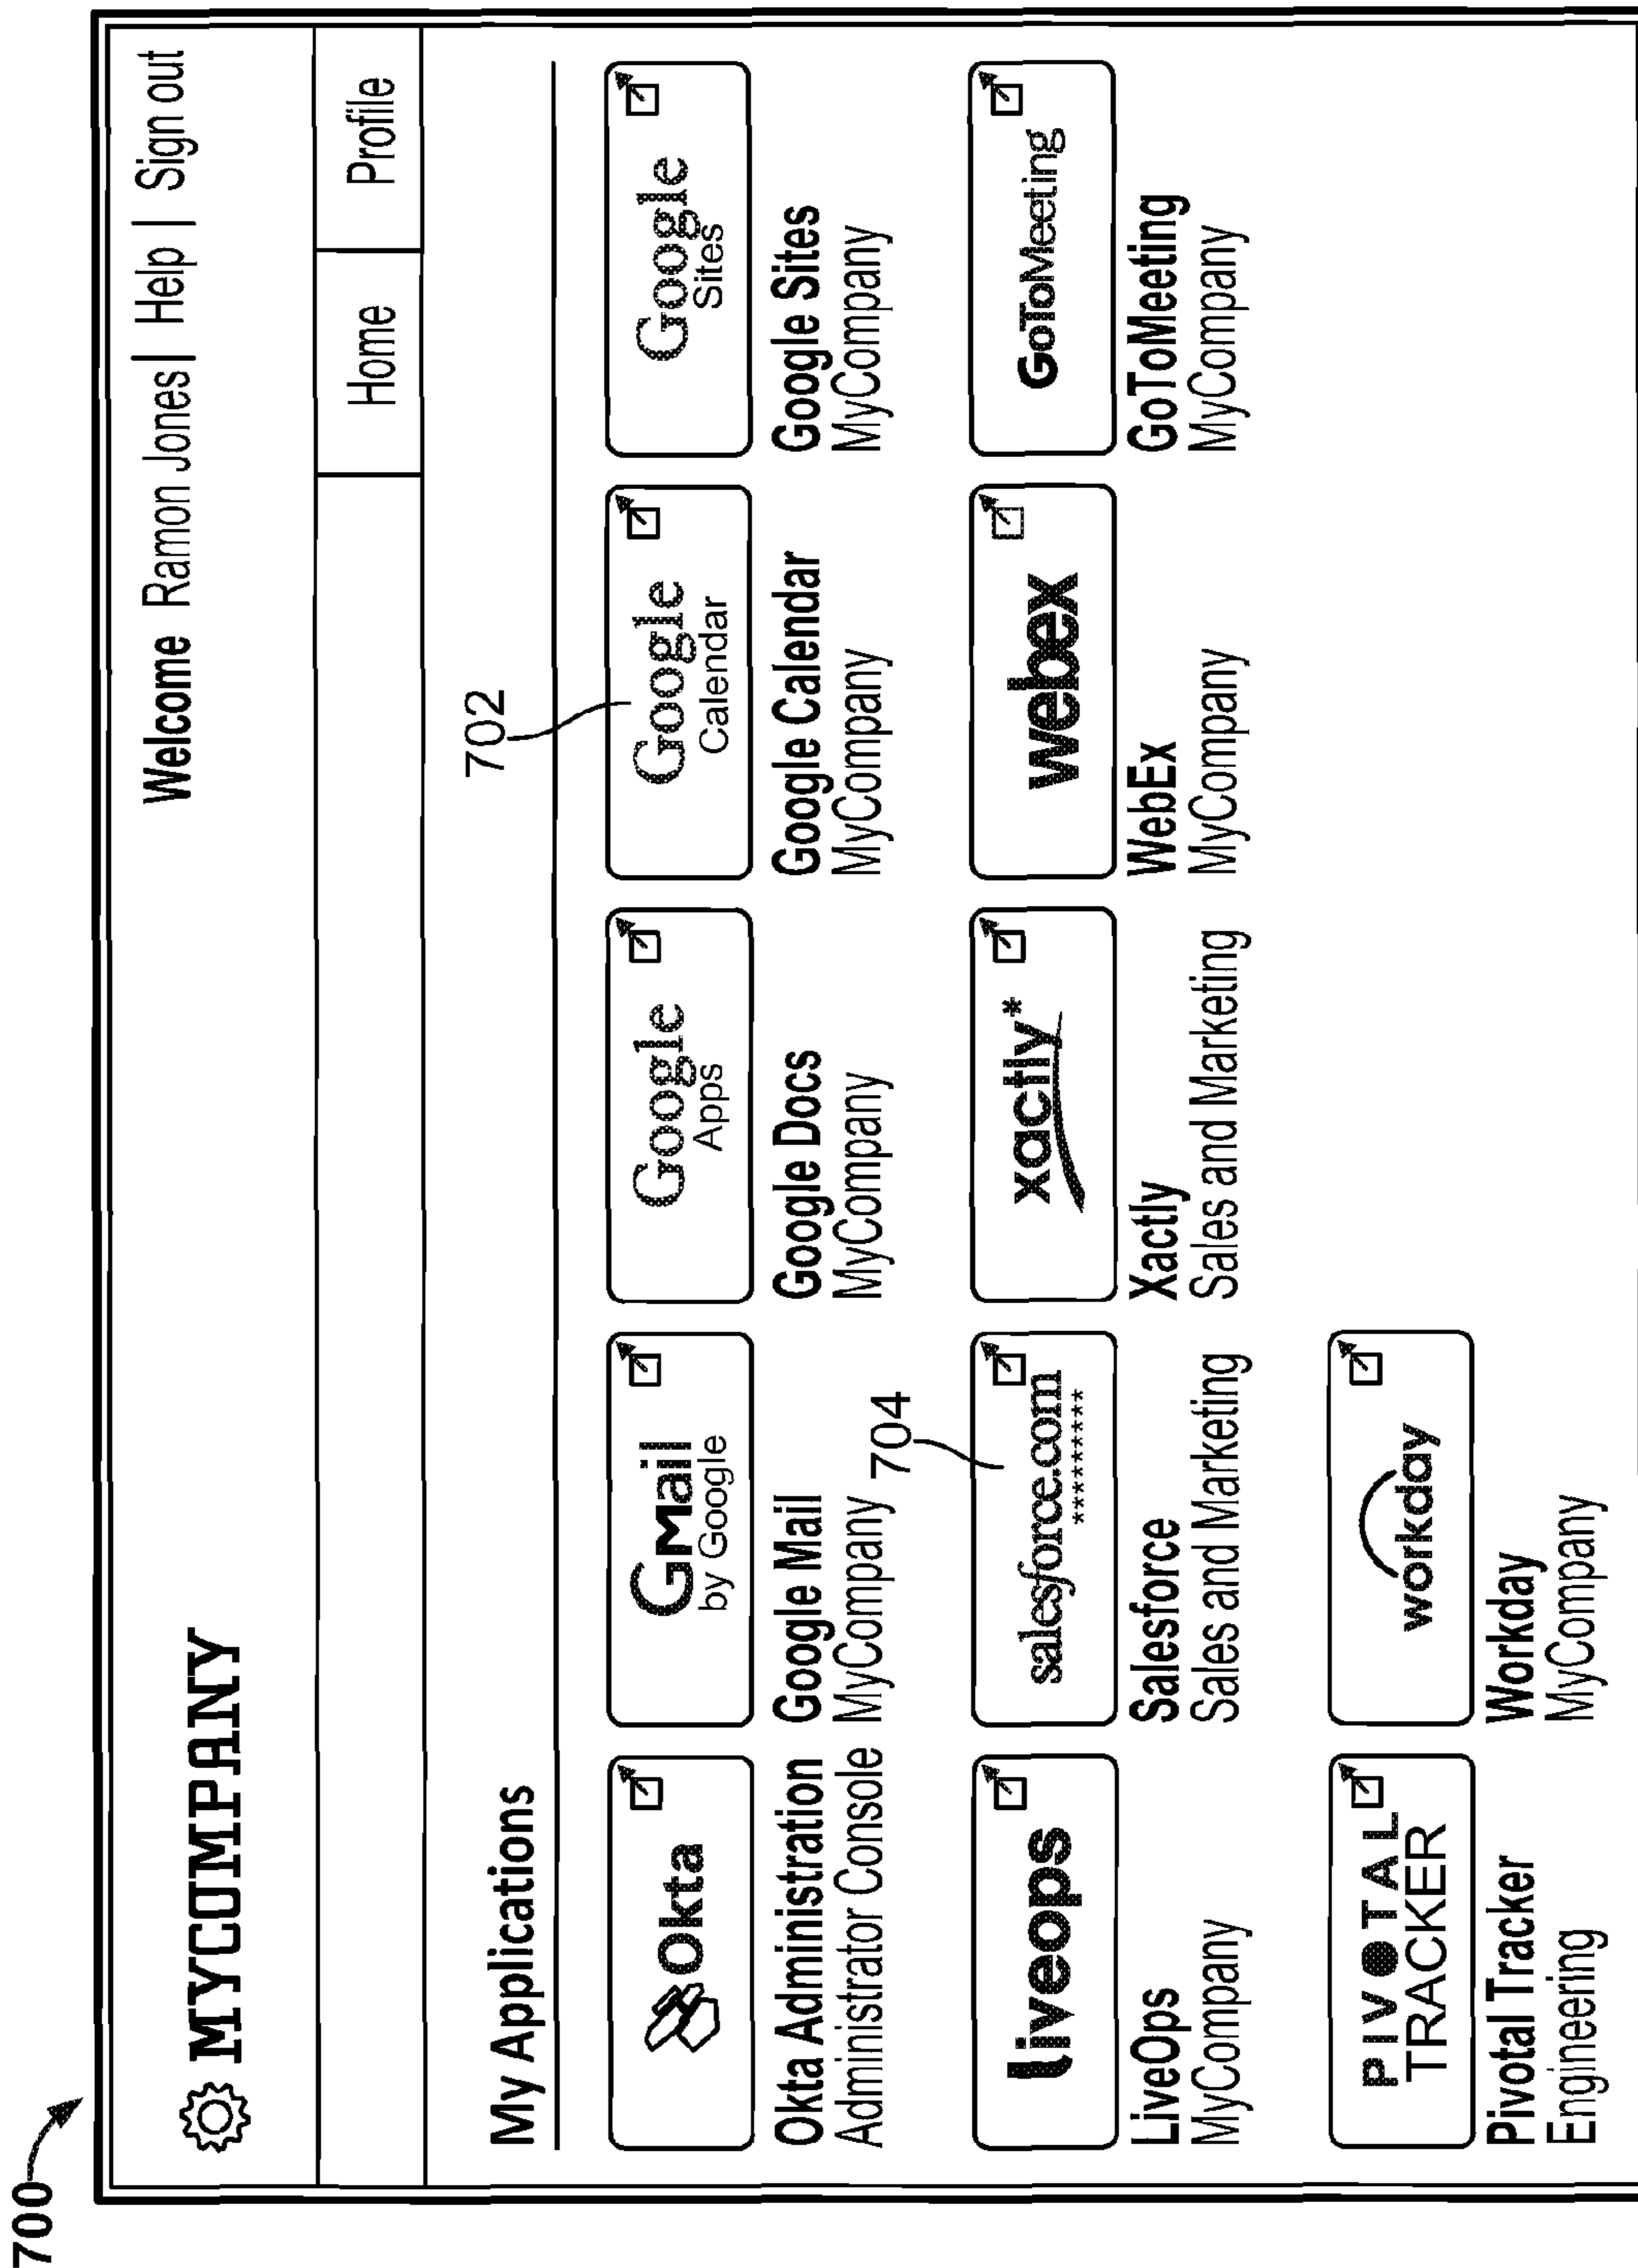 700
MYCOMPANY
Welcome Ramon Jones | Help | Sign out
Home
Profile
My Applications
702
okta
Okta Administration
Administrator Console
GMail
by Google
Google Mail
MyCompany
Google
Apps
Google Docs
MyCompany
Google
Calendar
Google Calendar
MyCompany
Google
Sites
Google Sites
MyCompany
704
liveops
LiveOps
MyCompany
salesforce.com
*********
Salesforce
Sales and Marketing
xactly*
Xactly
Sales and Marketing
webex
WebEx
MyCompany
GoToMeeting
GoToMeeting
MyCompany
PIVOTAL
TRACKER
Pivotal Tracker
Engineering
workday
Workday
MyCompany